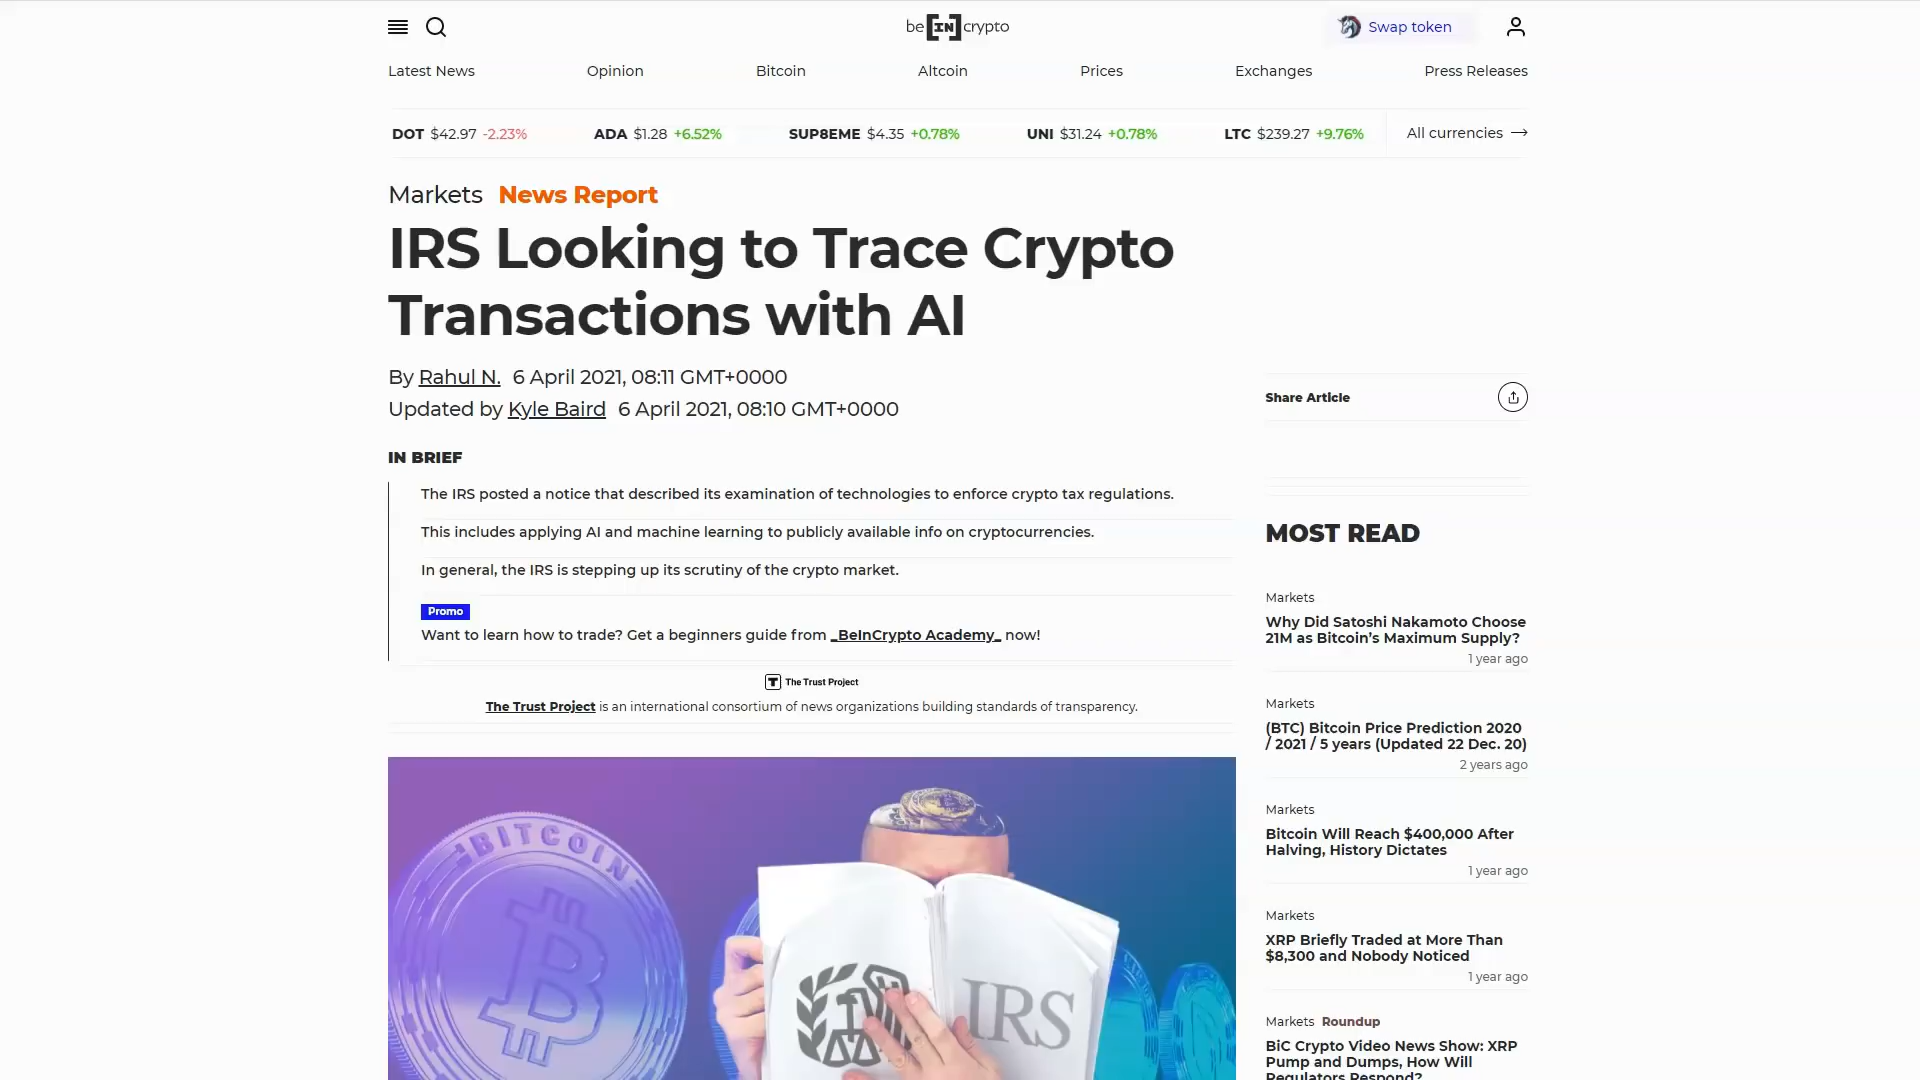 be[IN]crypto
Swap token
Latest News
Opinion
Bitcoin
Altcoin
Prices
Exchanges
Press Releases
DOT $42.97 -2.23%
ADA $1.28 +6.52%
SUP8EME $4.35 +0.78%
UNI $31.24 +0.78%
LTC $239.27 +9.76%
All currencies →
Markets News Report
IRS Looking to Trace Crypto
Transactions with AI
By Rahul N. 6 April 2021, 08:11 GMT+0000
Updated by Kyle Baird 6 April 2021, 08:10 GMT+0000
IN BRIEF
The IRS posted a notice that described its examination of technologies to enforce crypto tax regulations.
This includes applying AI and machine learning to publicly available info on cryptocurrencies.
In general, the IRS is stepping up its scrutiny of the crypto market.
Promo
Want to learn how to trade? Get a beginners guide from _BeInCrypto Academy_ now!
T The Trust Project
The Trust Project is an international consortium of news organizations building standards of transparency.
BITCOIN
IRS
Share Article
MOST READ
Markets
Why Did Satoshi Nakamoto Choose
21M as Bitcoin’s Maximum Supply?
1 year ago
Markets
(BTC) Bitcoin Price Prediction 2020
/ 2021 / 5 years (Updated 22 Dec. 20)
2 years ago
Markets
Bitcoin Will Reach $400,000 After
Halving, History Dictates
1 year ago
Markets
XRP Briefly Traded at More Than
$8,300 and Nobody Noticed
1 year ago
Markets Roundup
BiC Crypto Video News Show: XRP
Pump and Dumps, How Will
Regulators Respond?